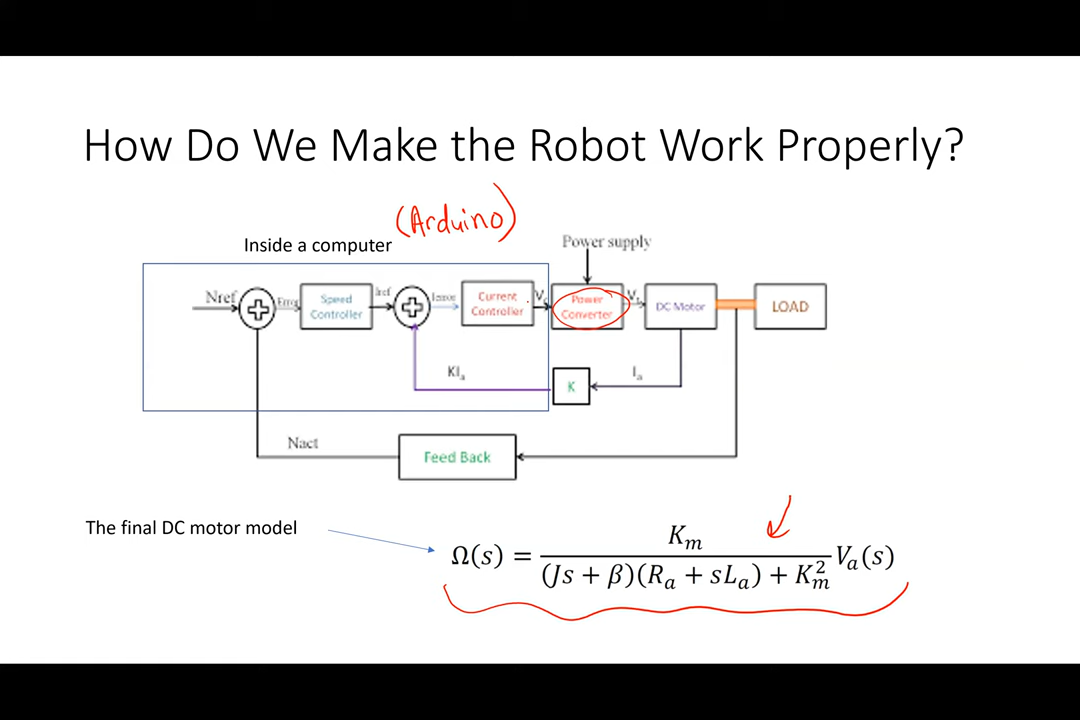 How Do We Make the Robot Work Properly?
(Arduino)
Inside a computer
Power supply
Nref
Error
Speed
Controller
Iref
Current
Controller
Power
Converter
DC Motor
LOAD
KIₐ
K
Iₐ
Nact
Feed Back
The final DC motor model
Ω(s) = Kₘ / ((Js + β)(Rₐ + sLₐ) + Kₘ²) Vₐ(s)